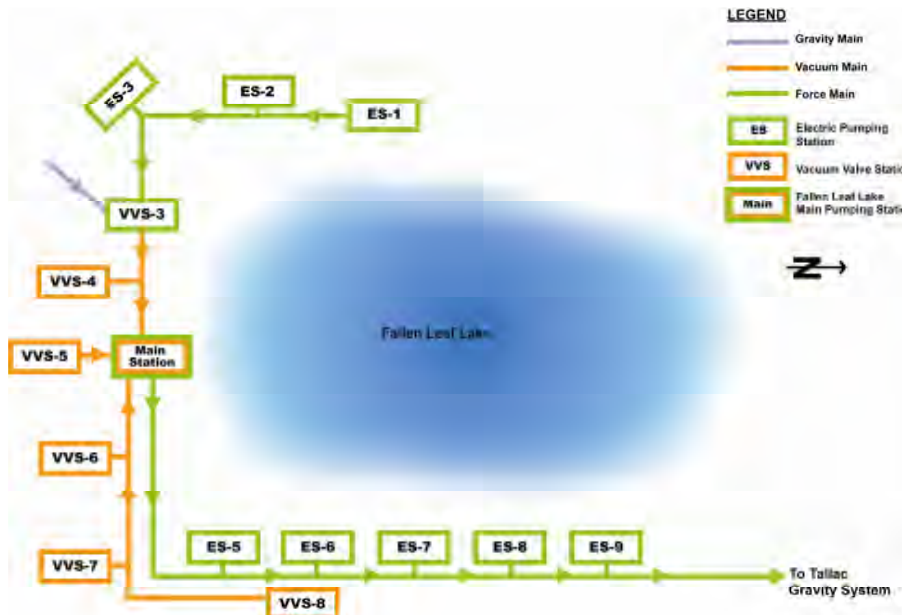 LEGEND
Gravity Main
Vacuum Main
Force Main
ES
Electric Pumping
Station
VVS
Vacuum Valve Stati
Main
Fallen Leaf Lake
Main Pumping Stati
N
ES-3
ES-2
ES-1
VVS-3
VVS-4
VVS-5
Main
Station
Fallen Leaf Lake
VVS-6
VVS-7
VVS-8
ES-5
ES-6
ES-7
ES-8
ES-9
To Tallac
Gravity System